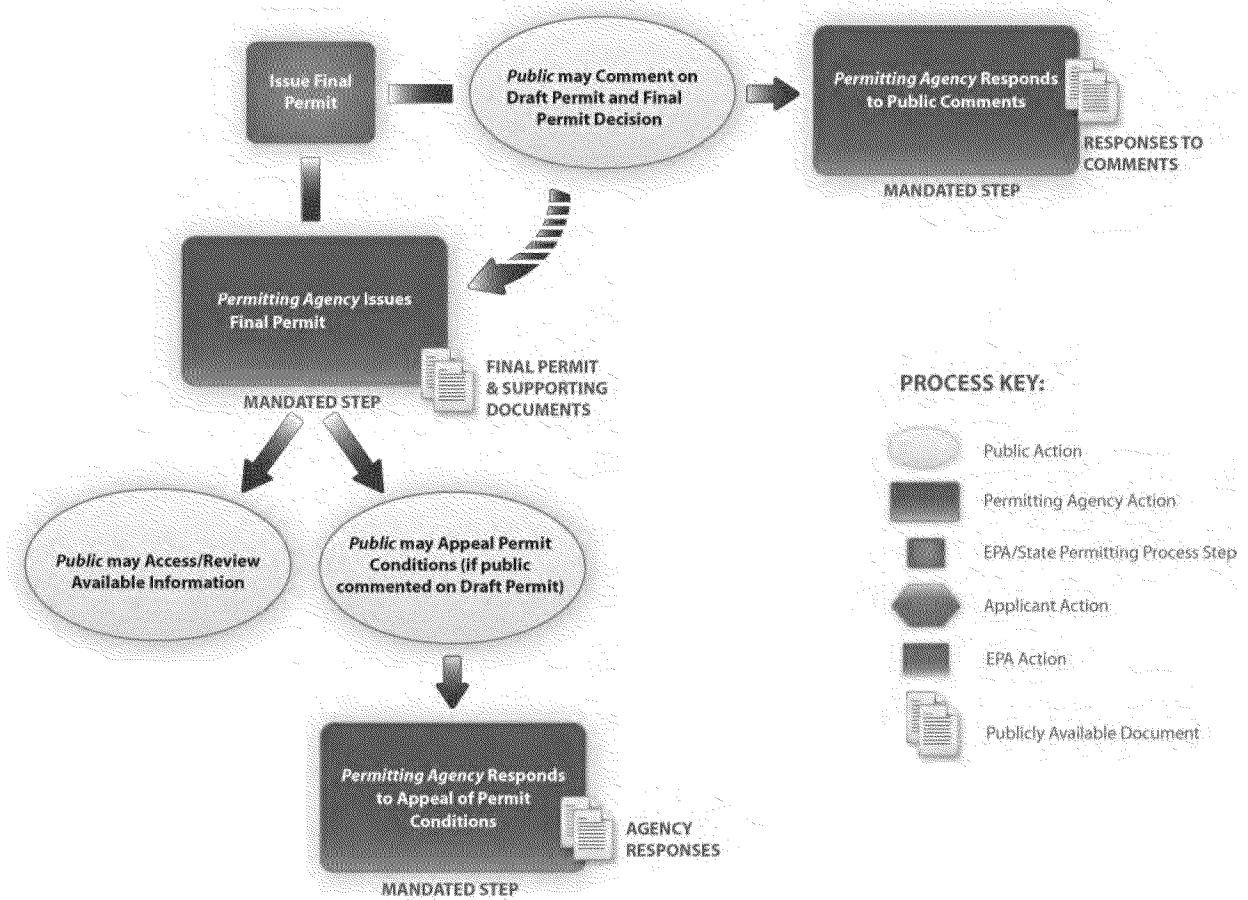 Issue Final
Permit
Public may Comment on
Draft Permit and Final
Permit Decision
Permitting Agency Responds
to Public Comments
RESPONSES TO
COMMENTS
MANDATED STEP
Permitting Agency Issues
Final Permit
FINAL PERMIT
& SUPPORTING
DOCUMENTS
MANDATED STEP
Public may Access/Review
Available Information
Public may Appeal Permit
Conditions (if public
commented on Draft Permit)
Permitting Agency Responds
to Appeal of Permit
Conditions
AGENCY
RESPONSES
MANDATED STEP
PROCESS KEY:
Public Action
Permitting Agency Action
EPA/State Permitting Process Step
Applicant Action
EPA Action
Publicly Available Document